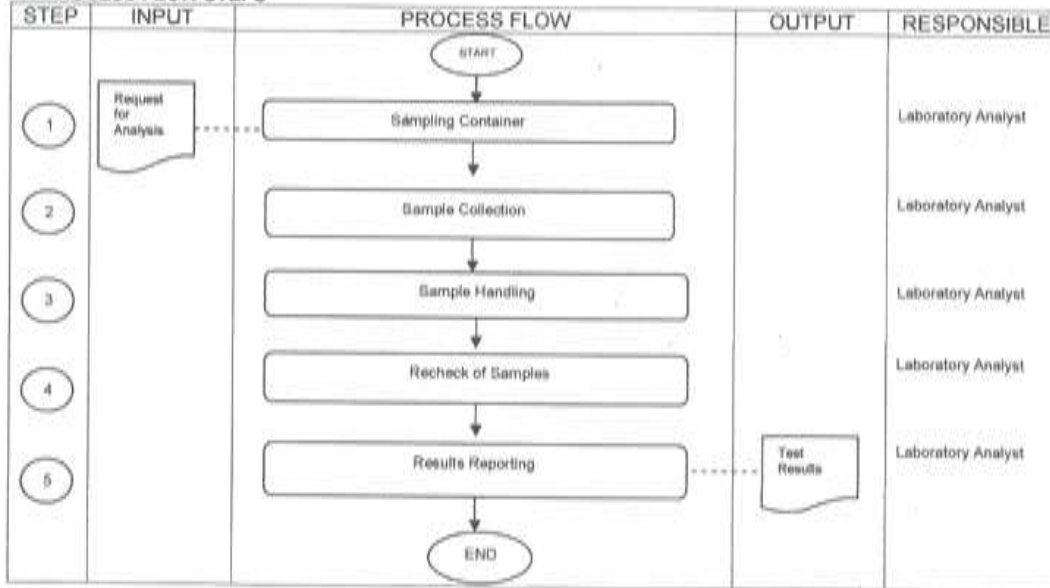 STEP INPUT PROCESS FLOW OUTPUT RESPONSIBLE
START
1 Request for Analysis Sampling Container Laboratory Analyst
2 Sample Collection Laboratory Analyst
3 Sample Handling Laboratory Analyst
4 Recheck of Samples Laboratory Analyst
5 Results Reporting Test Results Laboratory Analyst
END